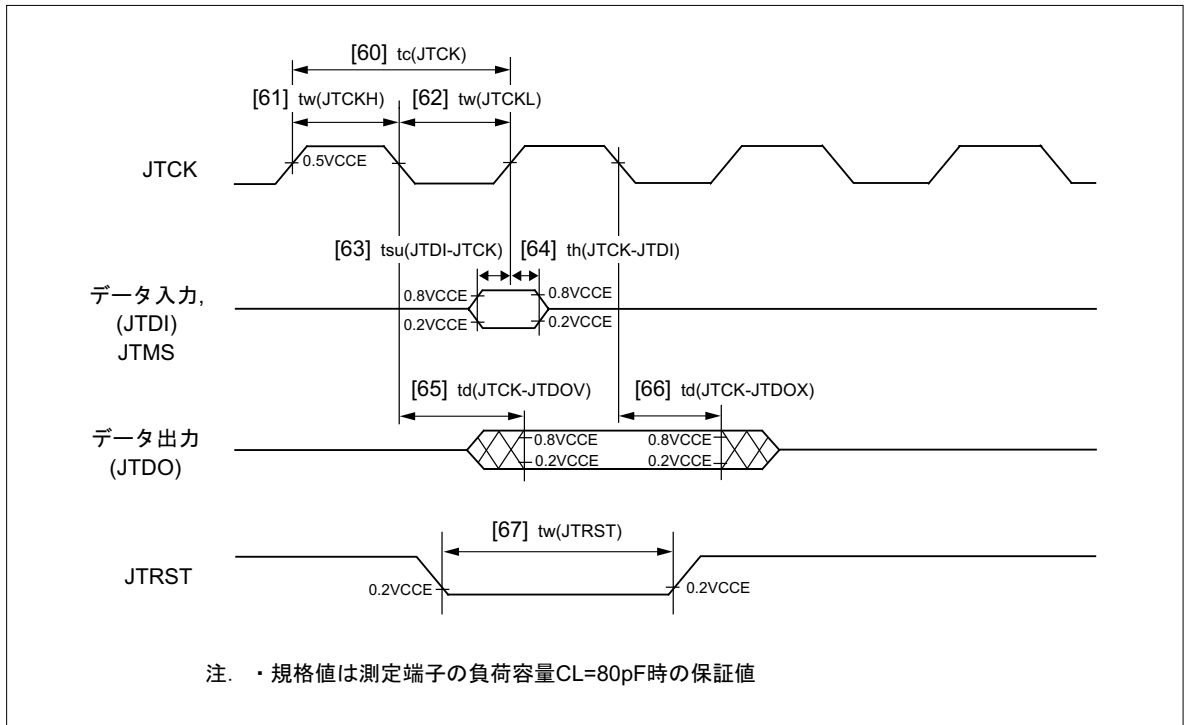 [60] tc(JTCK)
[61] tw(JTCKH) [62] tw(JTCKL)
JTCK
0.5VCCE
[63] tsu(JTDI-JTCK) [64] th(JTCK-JTDI)
データ入力,
(JTDI)
JTMS
0.8VCCE 0.8VCCE
0.2VCCE 0.2VCCE
[65] td(JTCK-JTDOV) [66] td(JTCK-JTDOX)
データ出力
(JTDO)
0.8VCCE 0.8VCCE
0.2VCCE 0.2VCCE
[67] tw(JTRST)
JTRST
0.2VCCE 0.2VCCE
注. ・規格値は測定端子の負荷容量CL=80pF時の保証値